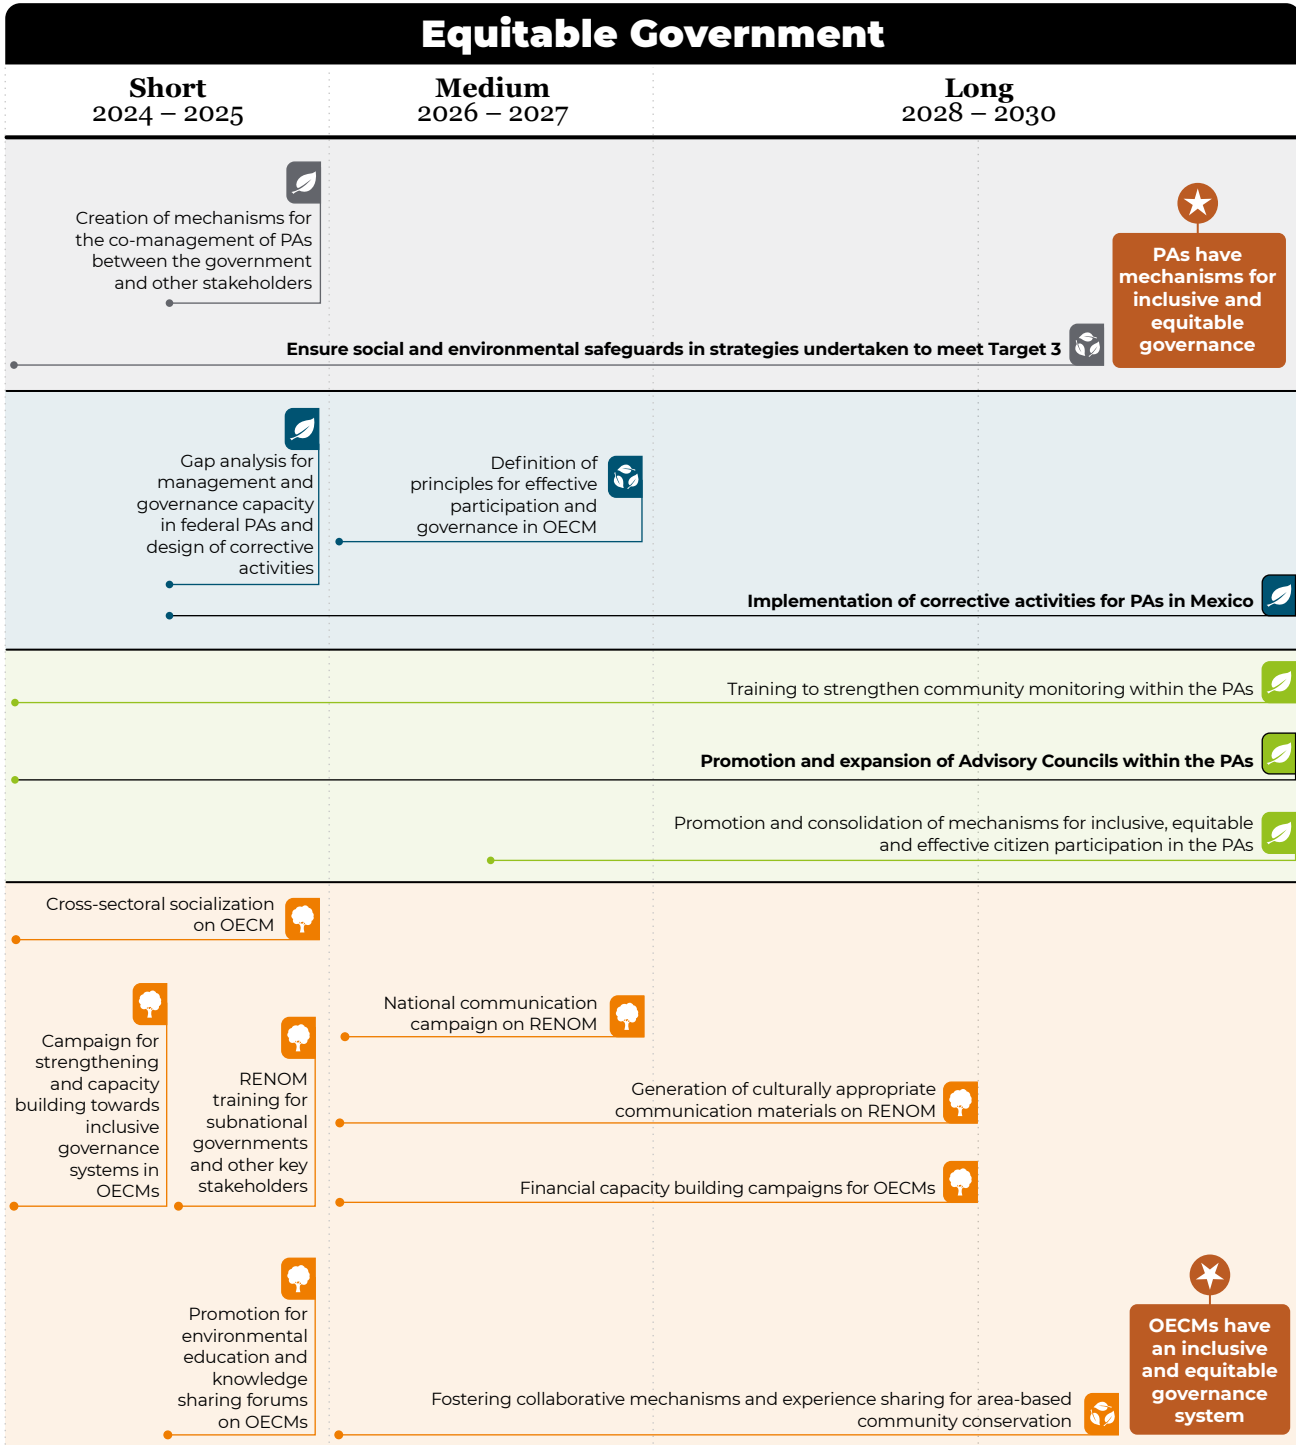 Equitable Government
Short
2024 – 2025
Medium
2026 – 2027
Long
2028 – 2030
Creation of mechanisms for
the co-management of PAs
between the government
and other stakeholders
PAs have
mechanisms for
inclusive and
equitable
governance
Ensure social and environmental safeguards in strategies undertaken to meet Target 3
Gap analysis for
management and
governance capacity
in federal PAs and
design of corrective
activities
Definition of
principles for effective
participation and
governance in OECM
Implementation of corrective activities for PAs in Mexico
Training to strengthen community monitoring within the PAs
Promotion and expansion of Advisory Councils within the PAs
Promotion and consolidation of mechanisms for inclusive, equitable
and effective citizen participation in the PAs
Cross-sectoral socialization
on OECM
Campaign for
strengthening
and capacity
building towards
inclusive
governance
systems in
OECMs
RENOM
training for
subnational
governments
and other key
stakeholders
National communication
campaign on RENOM
Generation of culturally appropriate
communication materials on RENOM
Financial capacity building campaigns for OECMs
Promotion for
environmental
education and
knowledge
sharing forums
on OECMs
Fostering collaborative mechanisms and experience sharing for area-based
community conservation
OECMs have
an inclusive
and equitable
governance
system